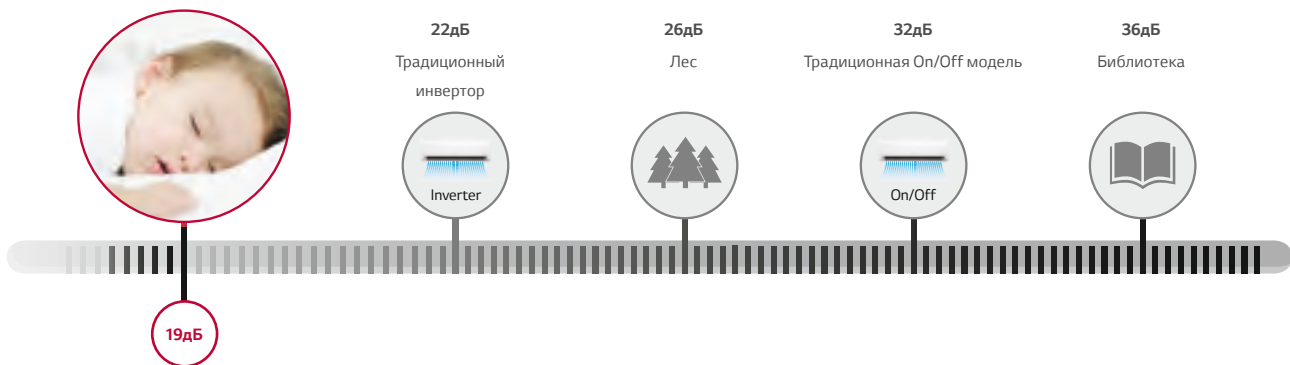 22дБ
Традиционный
инвертор
Inverter
26дБ
Лес
32дБ
Традиционная On/Off модель
On/Off
36дБ
Библиотека
19дБ